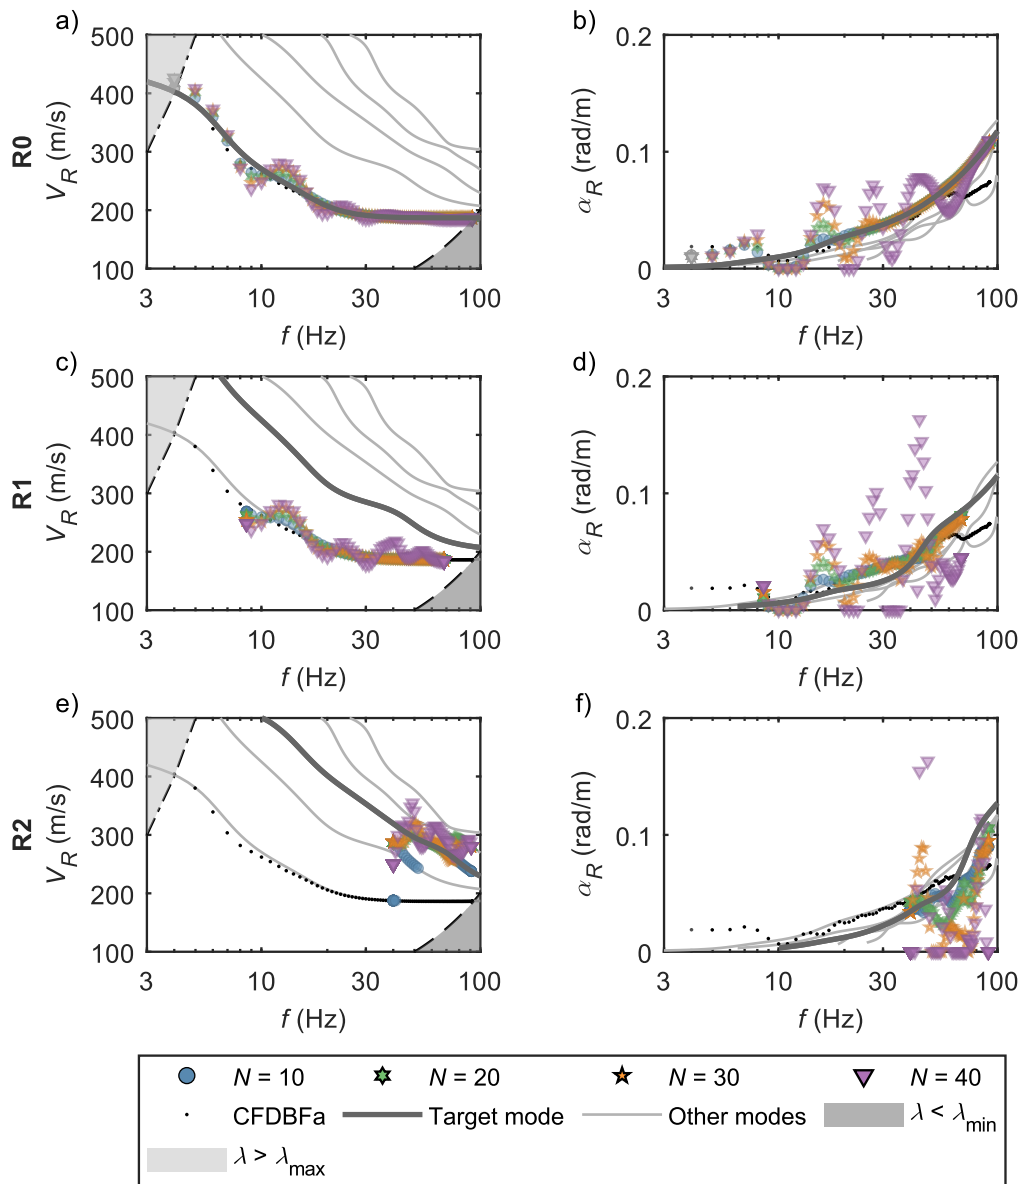 a)
b)
500
400
300
200
100
R0
V_R (m/s)
3 10 30 100
f (Hz)
0.2
0.1
0
α_R (rad/m)
3 10 30 100
f (Hz)
c)
d)
500
400
300
200
100
R1
V_R (m/s)
3 10 30 100
f (Hz)
0.2
0.1
0
α_R (rad/m)
3 10 30 100
f (Hz)
e)
f)
500
400
300
200
100
R2
V_R (m/s)
3 10 30 100
f (Hz)
0.2
0.1
0
α_R (rad/m)
3 10 30 100
f (Hz)
N = 10 N = 20 N = 30 N = 40
CFDBFa Target mode Other modes λ < λ_min
λ > λ_max